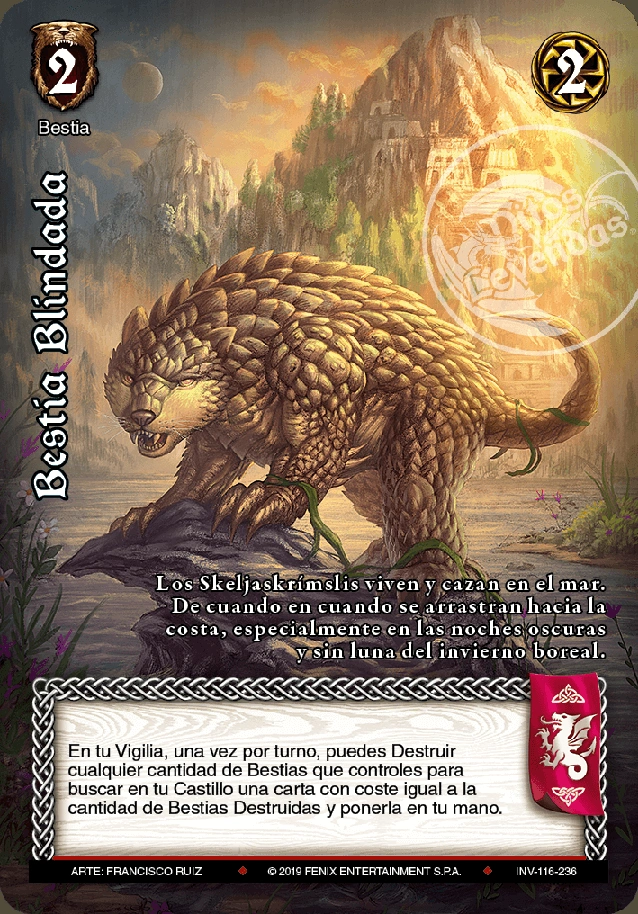 2
2
Bestia
Bestia Blindada
Mitos y
Leyendas
Los Skeljaskrímslis viven y cazan en el mar.
De cuando en cuando se arrastran hacia la
costa, especialmente en las noches oscuras
y sin luna del invierno boreal.
En tu Vigilia, una vez por turno, puedes Destruir
cualquier cantidad de Bestias que controles para
buscar en tu Castillo una carta con coste igual a la
cantidad de Bestias Destruidas y ponerla en tu mano.
ARTE: FRANCISCO RUIZ © 2019 FENIX ENTERTAINMENT S.P.A. INV-116-236